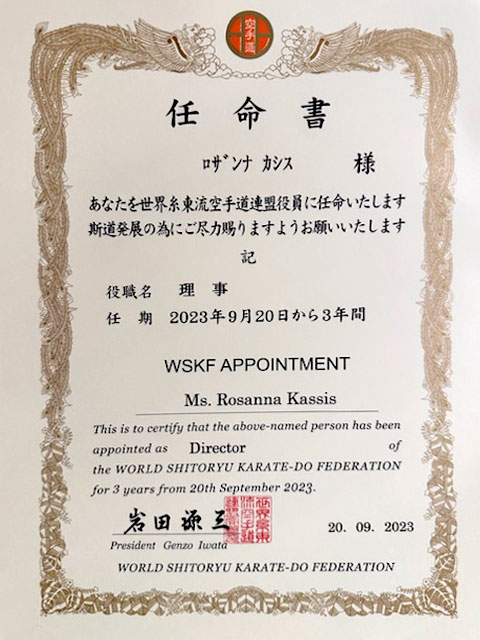 空手道
任命書
ﾛｻﾞﾝﾅ ｶｼｽ 様
あなたを世界糸東流空手道連盟役員に任命いたします
斯道発展の為にご尽力賜りますようお願いいたします
記
役職名 理事
任期 2023年9月20日から3年間
WSKF APPOINTMENT
Ms. Rosanna Kassis
This is to certify that the above-named person has been
appointed as Director of
the WORLD SHITORYU KARATE-DO FEDERATION
for 3 years from 20th September 2023.
岩田源三
20. 09. 2023
President Genzo Iwata
WORLD SHITORYU KARATE-DO FEDERATION